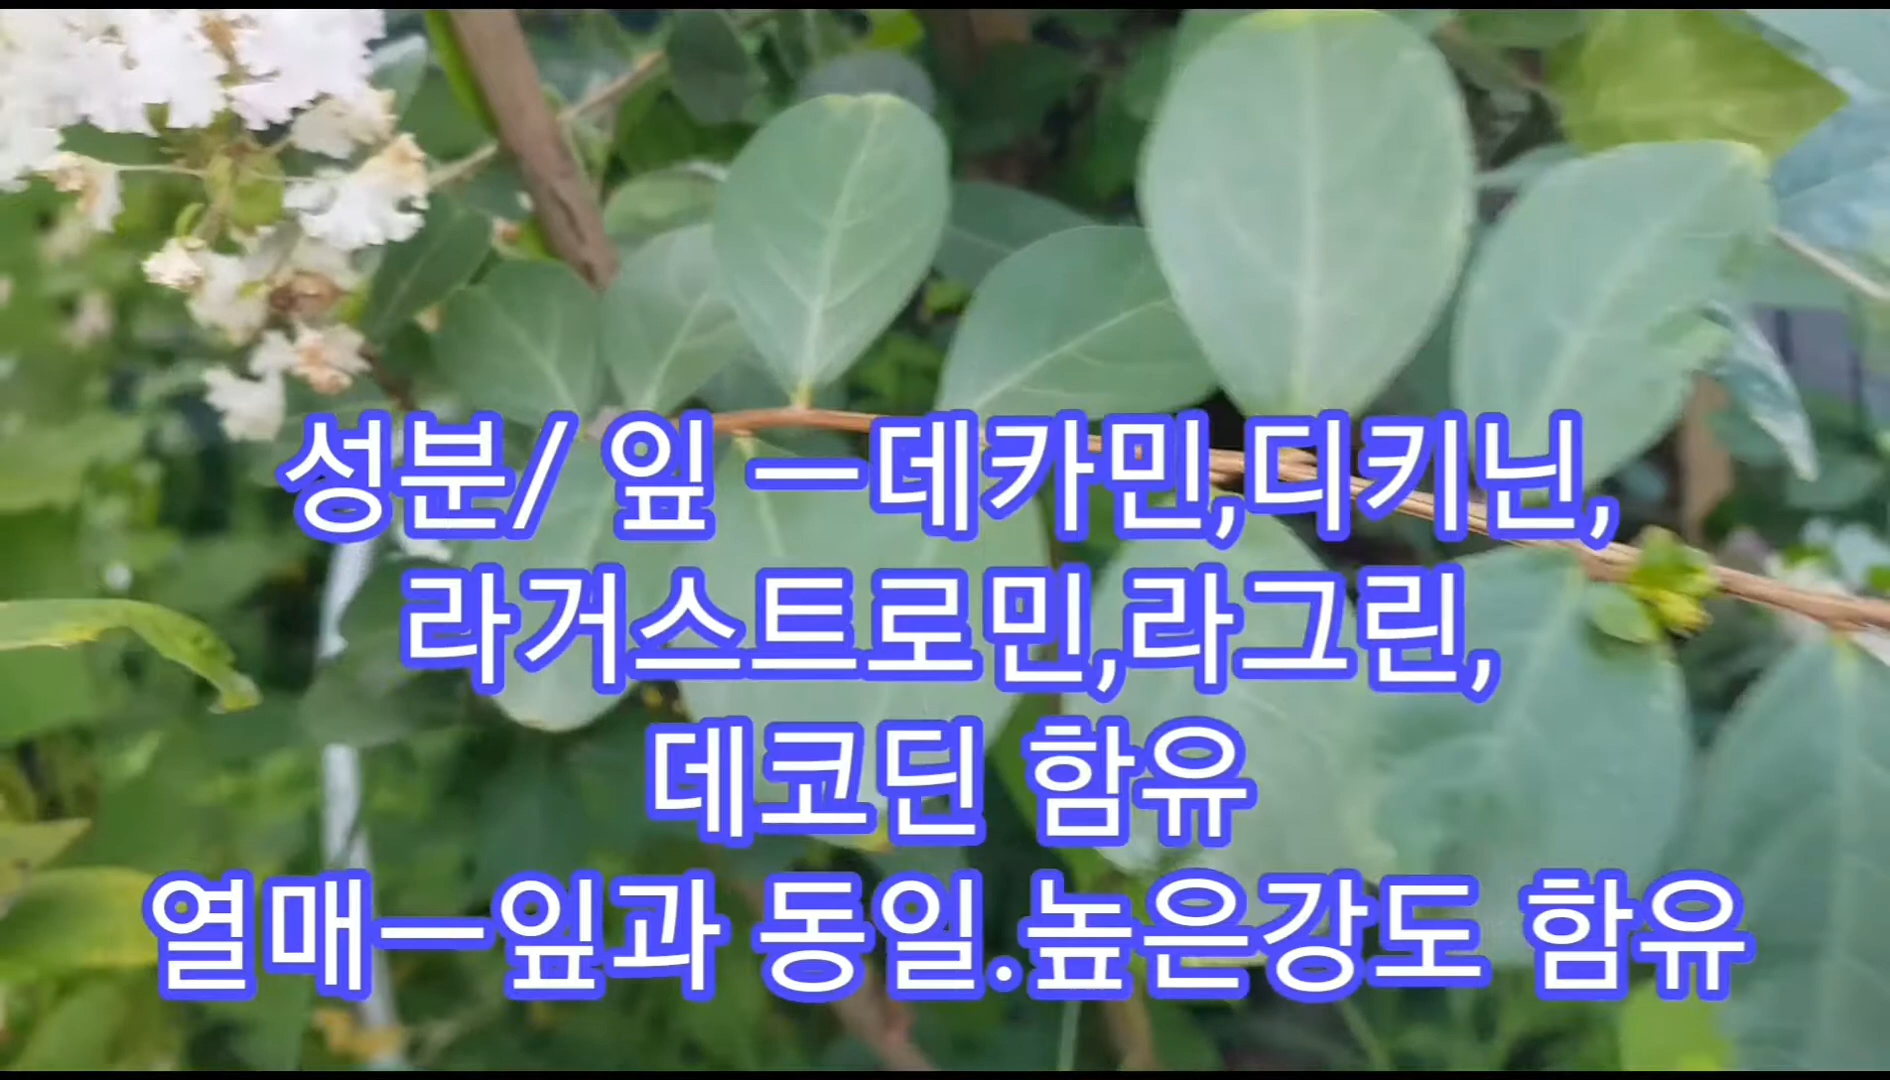 성분/ 잎 ㅡ데카민,디키닌,
라거스트로민,라그린,
데코딘 함유
열매ㅡ잎과 동일.높은강도 함유